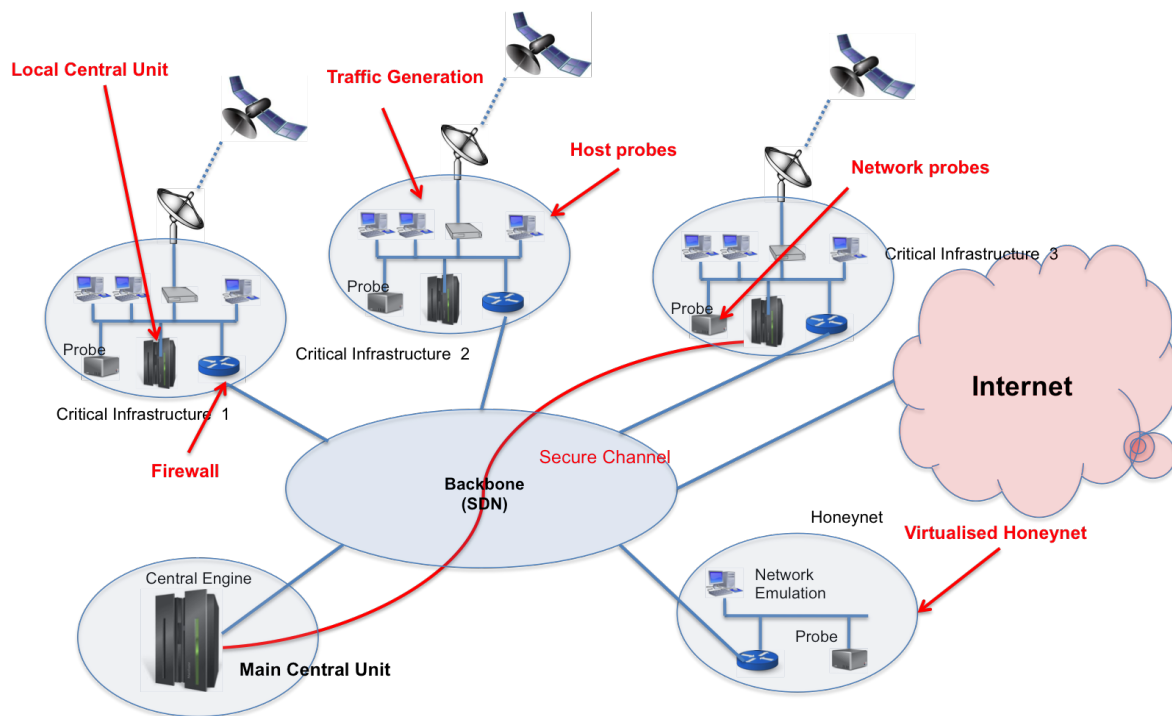 Local Central Unit
Traffic Generation
Host probes
Network probes
Probe
Critical Infrastructure 1
Firewall
Probe
Critical Infrastructure 2
Probe
Critical Infrastructure 3
Internet
Secure Channel
Backbone
(SDN)
Central Engine
Main Central Unit
Honeynet
Virtualised Honeynet
Network
Emulation
Probe